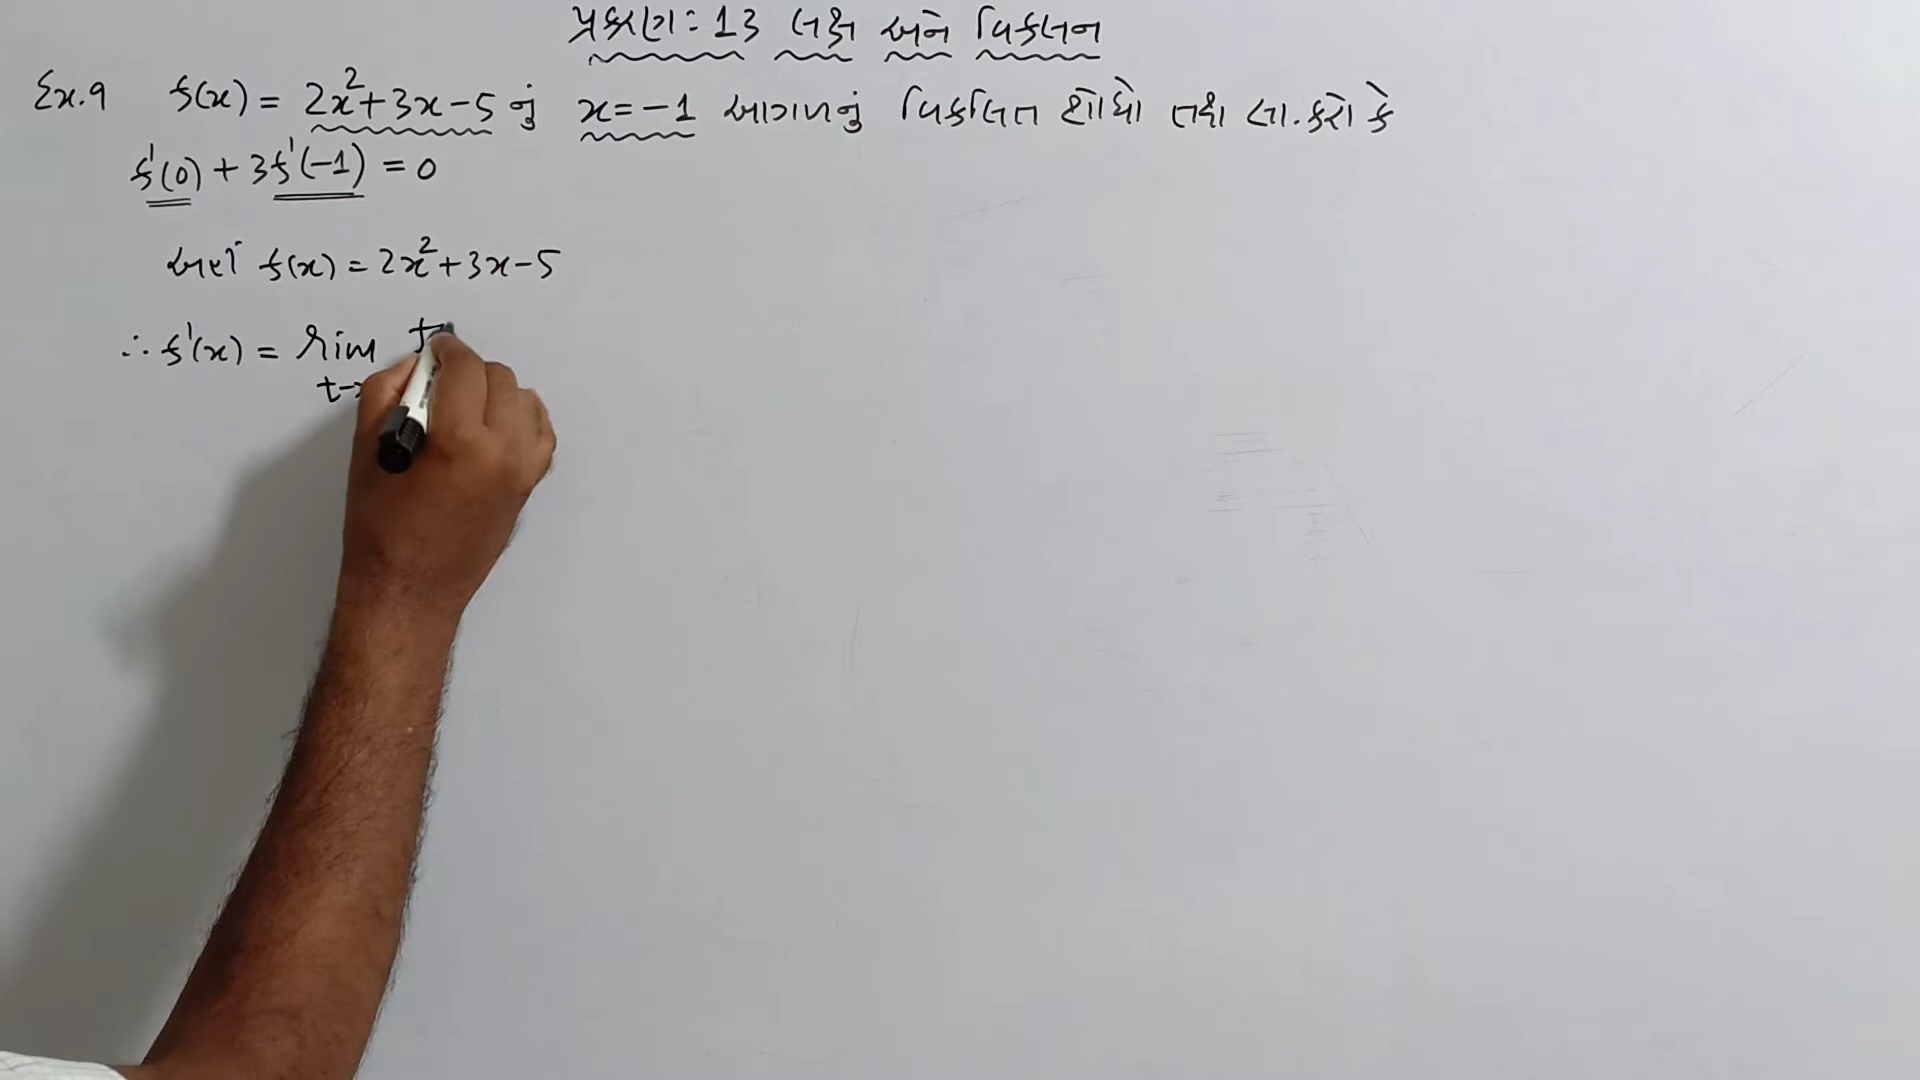 પ્રકરણ: 13 લક્ષ અને વિકલન
Ex.9 f(x) = 2x²+3x-5 નું x=-1 આગળનું વિકલિત શોધો તથા સા.કરો કે
f'(0) + 3f'(-1) = 0
અહીં f(x) = 2x²+3x-5
∴ f'(x) = lim f
t→